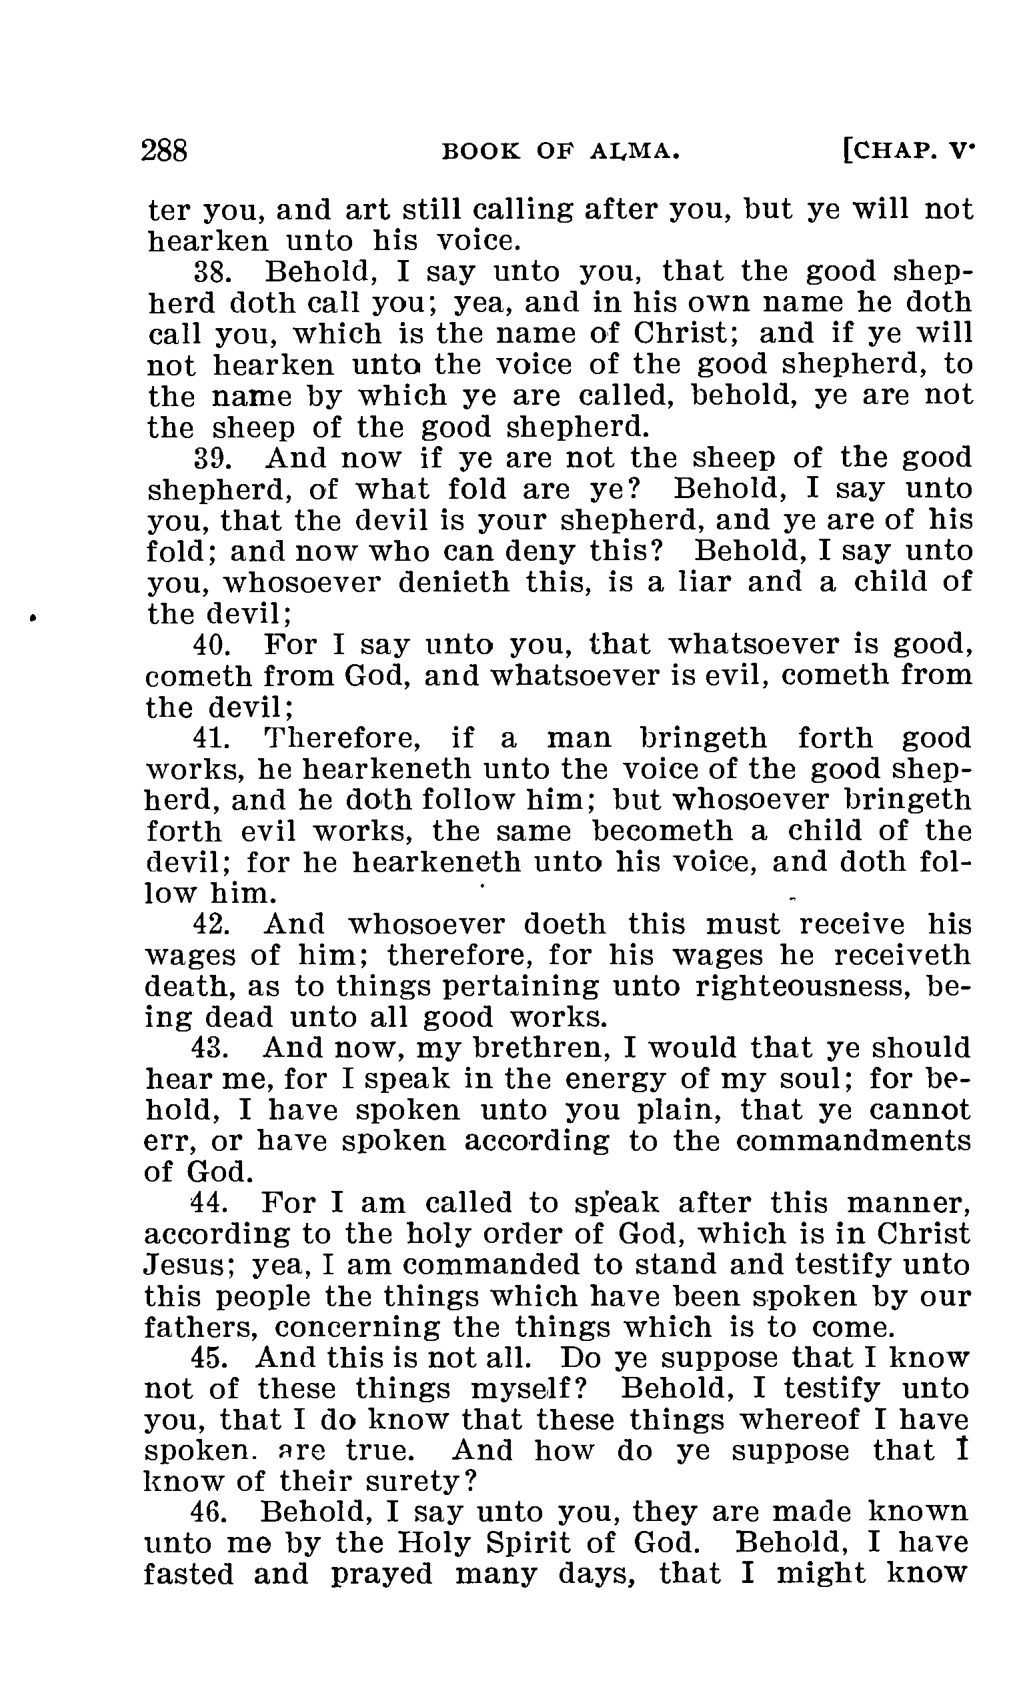 288 BOOK OF ALMA. [CHAP. V.
ter you, and art still calling after you, but ye will not
hearken unto his voice.
38. Behold, I say unto you, that the good shep-
herd doth call you; yea, and in his own name he doth
call you, which is the name of Christ; and if ye will
not hearken unto the voice of the good shepherd, to
the name by which ye are called, behold, ye are not
the sheep of the good shepherd.
39. And now if ye are not the sheep of the good
shepherd, of what fold are ye? Behold, I say unto
you, that the devil is your shepherd, and ye are of his
fold; and now who can deny this? Behold, I say unto
you, whosoever denieth this, is a liar and a child of
the devil;
40. For I say unto you, that whatsoever is good,
cometh from God, and whatsoever is evil, cometh from
the devil;
41. Therefore, if a man bringeth forth good
works, he hearkeneth unto the voice of the good shep-
herd, and he doth follow him; but whosoever bringeth
forth evil works, the same becometh a child of the
devil; for he hearkeneth unto his voice, and doth fol-
low him.
42. And whosoever doeth this must receive his
wages of him; therefore, for his wages he receiveth
death, as to things pertaining unto righteousness, be-
ing dead unto all good works.
43. And now, my brethren, I would that ye should
hear me, for I speak in the energy of my soul; for be-
hold, I have spoken unto you plain, that ye cannot
err, or have spoken according to the commandments
of God.
44. For I am called to speak after this manner,
according to the holy order of God, which is in Christ
Jesus; yea, I am commanded to stand and testify unto
this people the things which have been spoken by our
fathers, concerning the things which is to come.
45. And this is not all. Do ye suppose that I know
not of these things myself? Behold, I testify unto
you, that I do know that these things whereof I have
spoken. are true. And how do ye suppose that I
know of their surety?
46. Behold, I say unto you, they are made known
unto me by the Holy Spirit of God. Behold, I have
fasted and prayed many days, that I might know